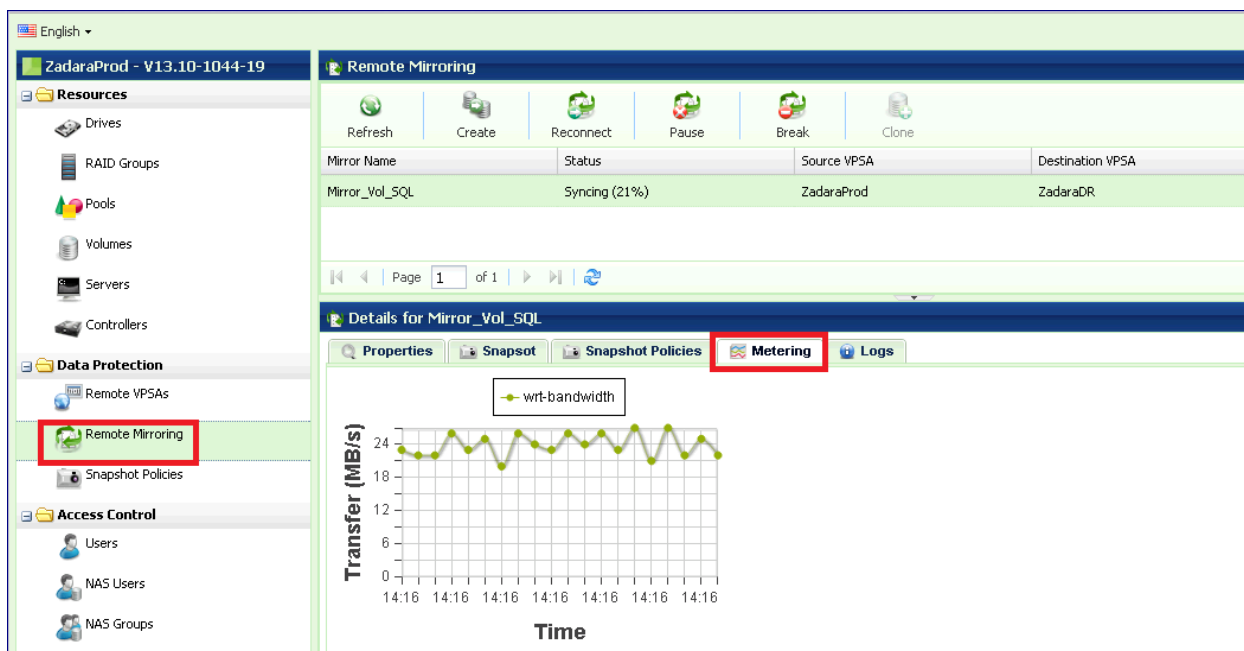 English
ZadaraProd - V13.10-1044-19
Resources
Drives
RAID Groups
Pools
Volumes
Servers
Controllers
Data Protection
Remote VPSAs
Remote Mirroring
Snapshot Policies
Access Control
Users
NAS Users
NAS Groups
Remote Mirroring
Refresh Create Reconnect Pause Break Clone
Mirror Name Status Source VPSA Destination VPSA
Mirror_Vol_SQL Syncing (21%) ZadaraProd ZadaraDR
Page 1 of 1
Details for Mirror_Vol_SQL
Properties Snapsot Snapshot Policies Metering Logs
wrt-bandwidth
Transfer (MB/s)
24
18
12
6
0
14:16 14:16 14:16 14:16 14:16 14:16 14:16
Time